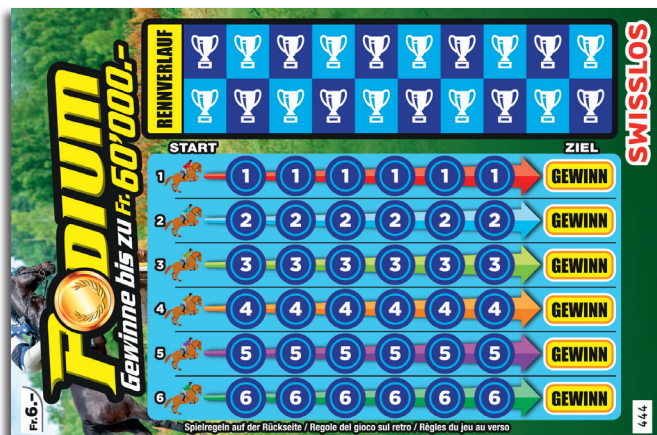 PODIUM
Gewinne bis zu Fr. 60'000.-
Fr. 6.-
RENNVERLAUF
SWISSLOS
START ZIEL
1 1 1 1 1 1 1 GEWINN
2 2 2 2 2 2 2 GEWINN
3 3 3 3 3 3 3 GEWINN
4 4 4 4 4 4 4 GEWINN
5 5 5 5 5 5 5 GEWINN
6 6 6 6 6 6 6 GEWINN
Spielregeln auf der Rückseite / Regole del gioco sul retro / Règles du jeu au verso
444